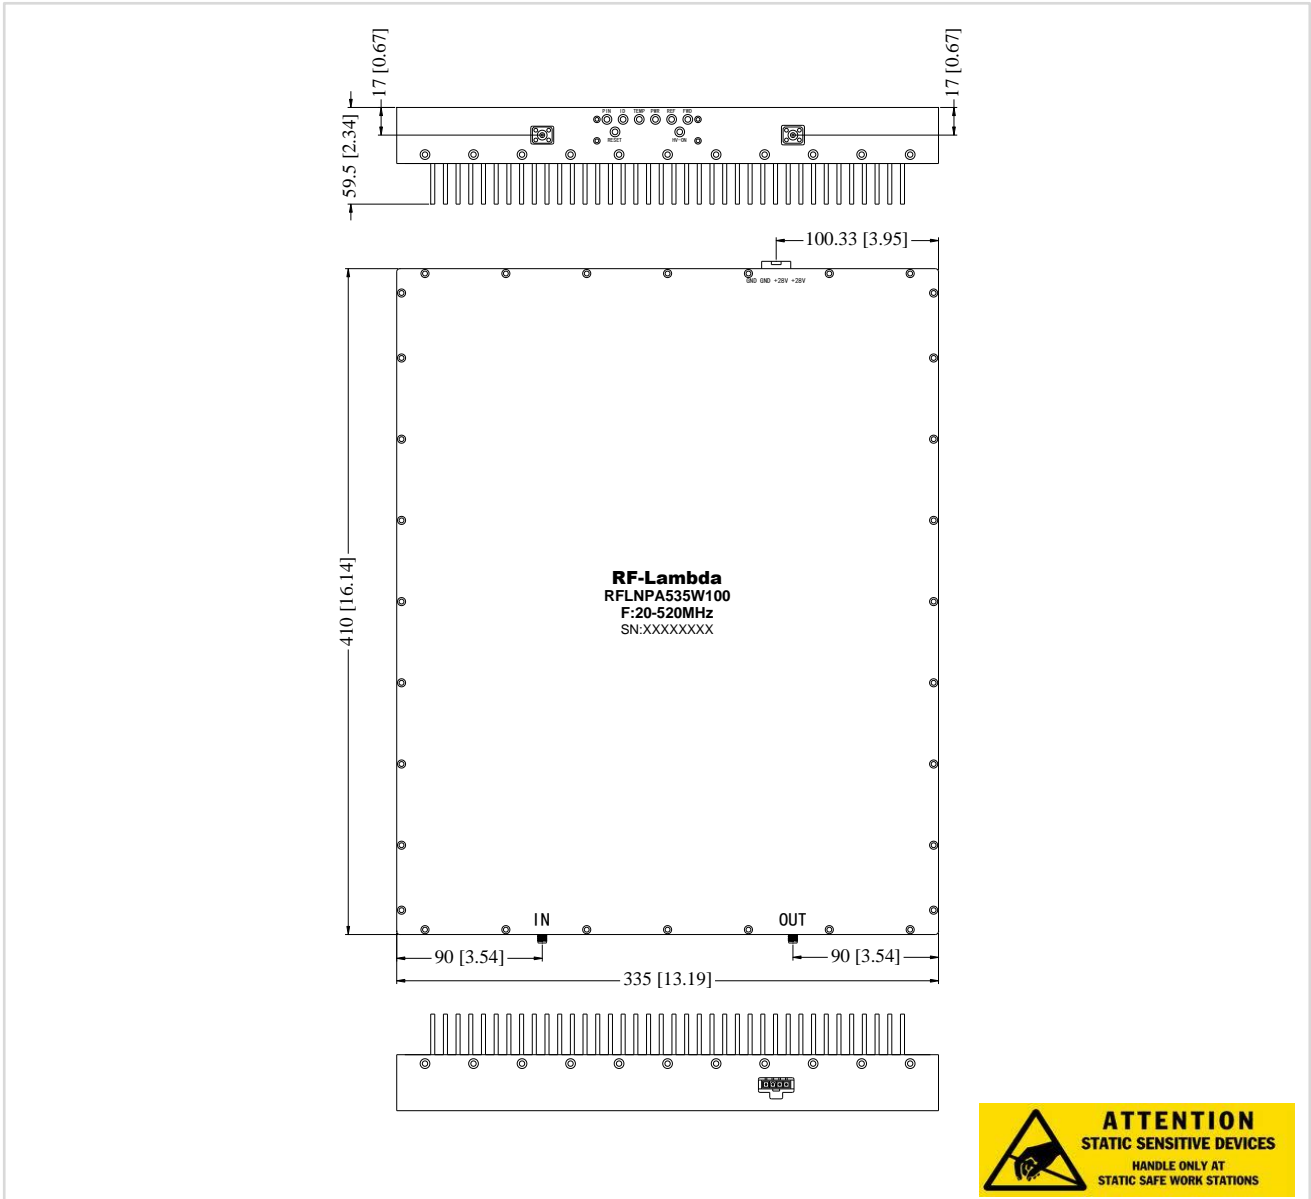 17 [0.67]
17 [0.67]
59.5 [2.34]
PIN ID TEMP PWR REF FWD
RESET
HV-ON
100.33 [3.95]
GND GND +28V +28V
410 [16.14]
RF-Lambda
RFLNPA535W100
F:20-520MHz
SN:XXXXXXXX
IN
OUT
90 [3.54]
90 [3.54]
335 [13.19]
ATTENTION
STATIC SENSITIVE DEVICES
HANDLE ONLY AT
STATIC SAFE WORK STATIONS